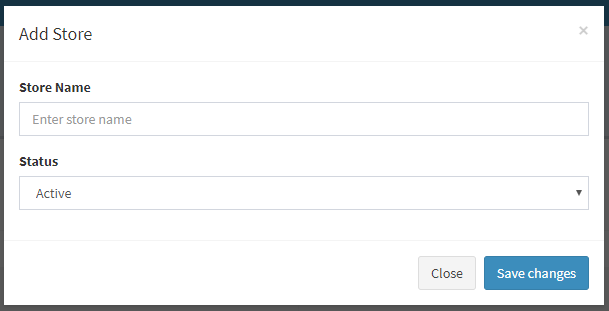 Add Store
×
Store Name
Enter store name
Status
Active
Close Save changes